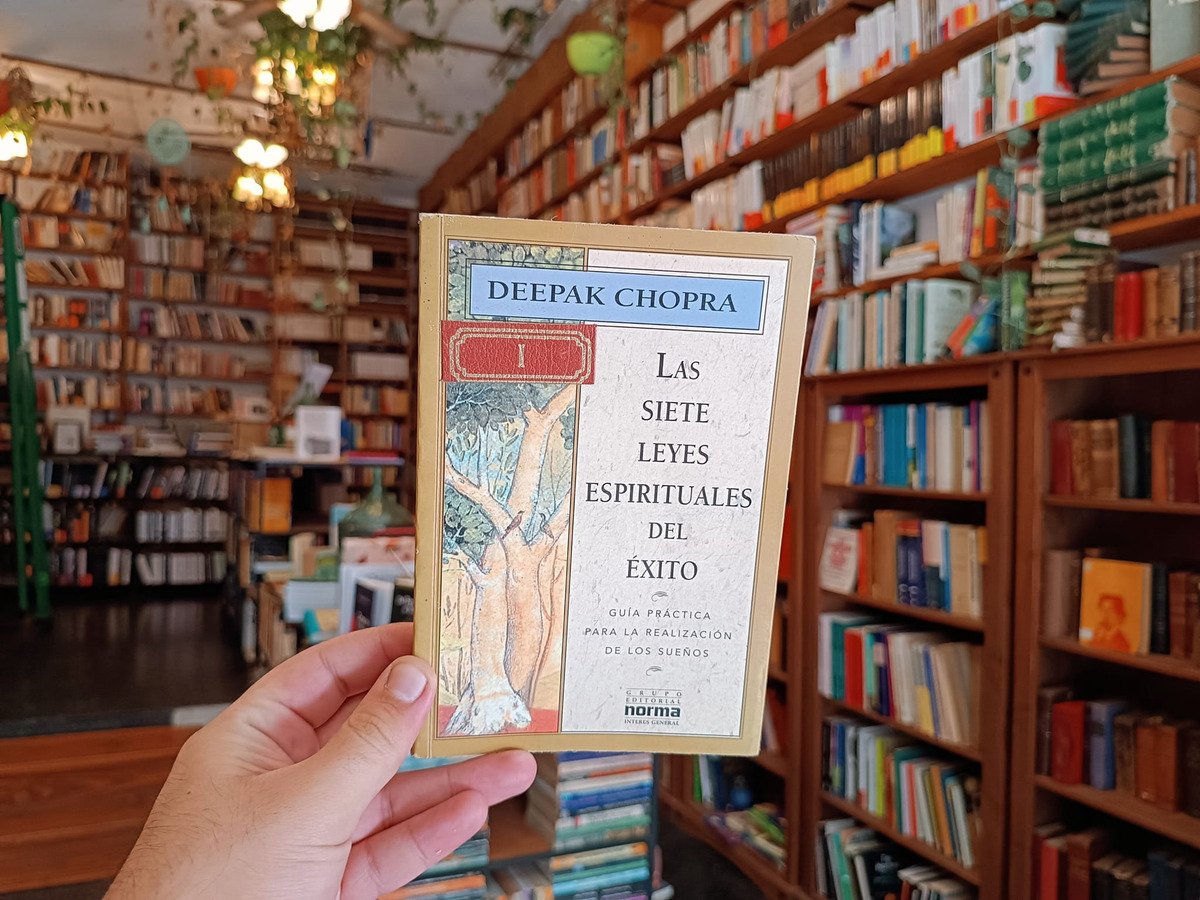 DEEPAK CHOPRA
I
LAS
SIETE
LEYES
ESPIRITUALES
DEL
ÉXITO
GUÍA PRÁCTICA
PARA LA REALIZACIÓN
DE LOS SUEÑOS
GRUPO
EDITORIAL
norma
INTERÉS GENERAL